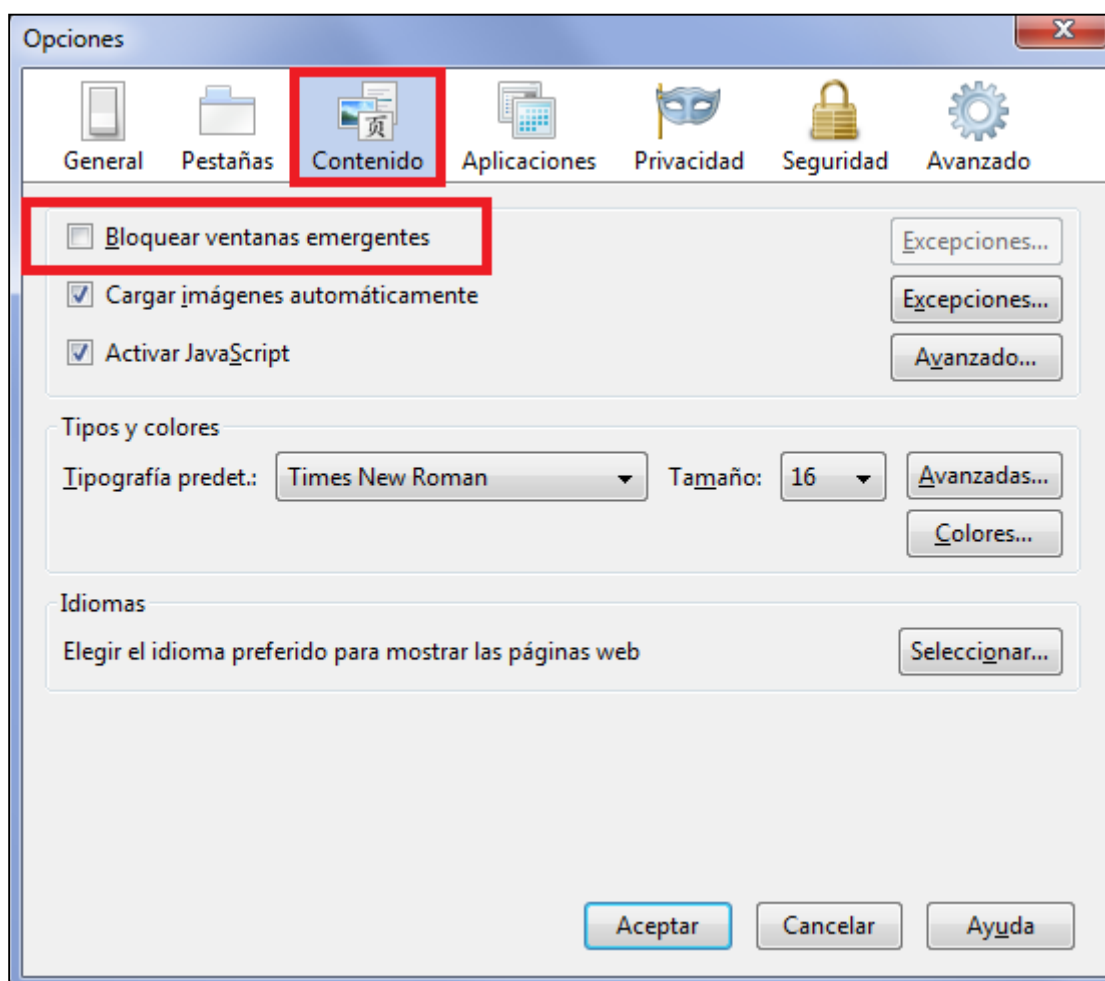 Opciones
X
页
General Pestañas Contenido Aplicaciones Privacidad Seguridad Avanzado
Bloquear ventanas emergentes Excepciones...
Cargar imágenes automáticamente Excepciones...
Activar JavaScript Avanzado...
Tipos y colores
Tipografía predet.: Times New Roman Tamaño: 16 Avanzadas...
Colores...
Idiomas
Elegir el idioma preferido para mostrar las páginas web Seleccionar...
Aceptar Cancelar Ayuda